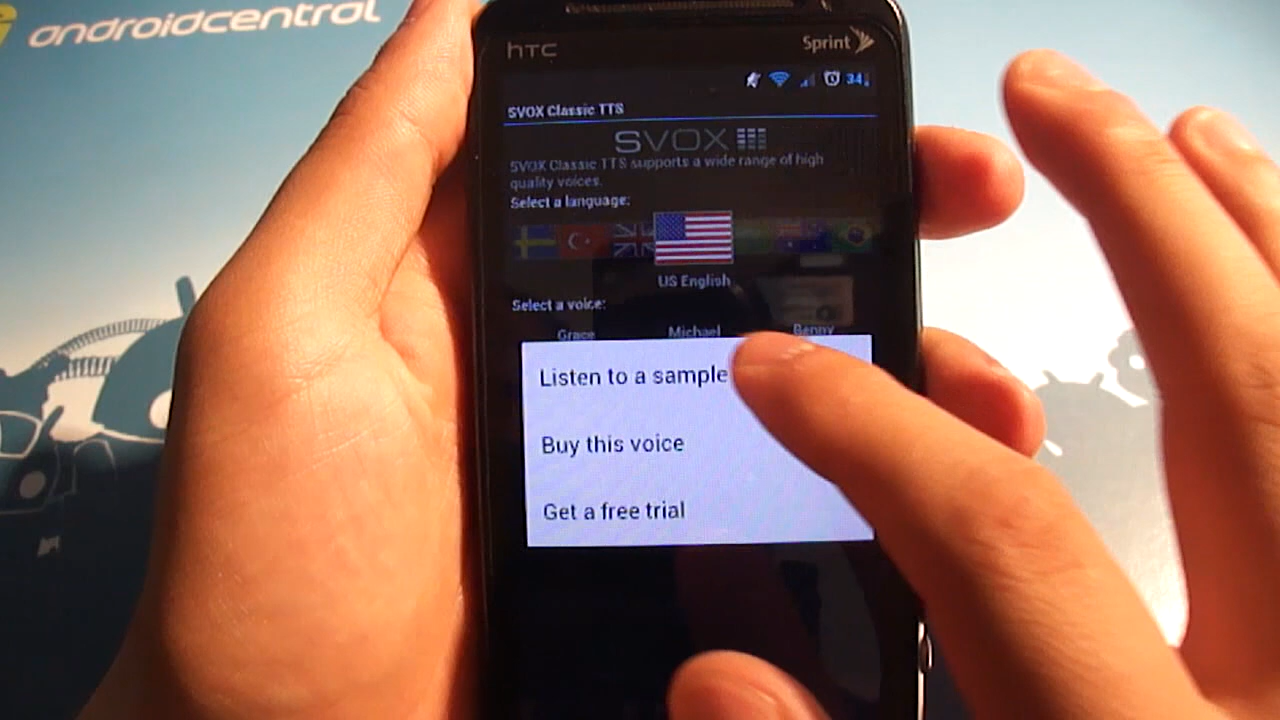 androidcentral
hTC
Sprint
34
SVOX Classic TTS
SVOX
SVOX Classic TTS supports a wide range of high
quality voices.
Select a language:
US English
Select a voice:
Grace Michael Benny
Listen to a sample
Buy this voice
Get a free trial